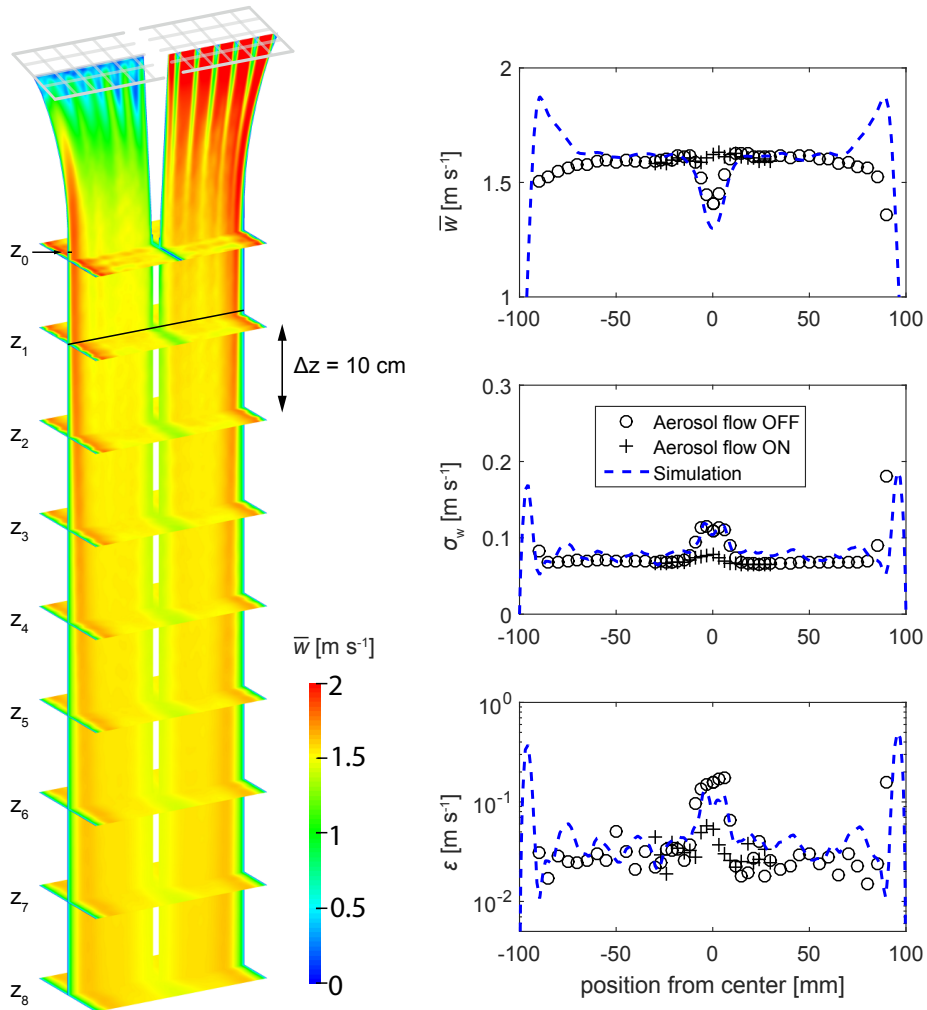 z₀
z₁
Δz = 10 cm
z₂
z₃
z₄
z₅
z₆
z₇
z₈
w̅ [m s⁻¹]
2
1.5
1
0.5
0
2
1.5
1
w̅ [m s⁻¹]
-100 -50 0 50 100
0.3
0.2
0.1
0
σw [m s⁻¹]
Aerosol flow OFF
Aerosol flow ON
Simulation
-100 -50 0 50 100
10⁰
10⁻¹
10⁻²
ε [m s⁻¹]
-100 -50 0 50 100
position from center [mm]